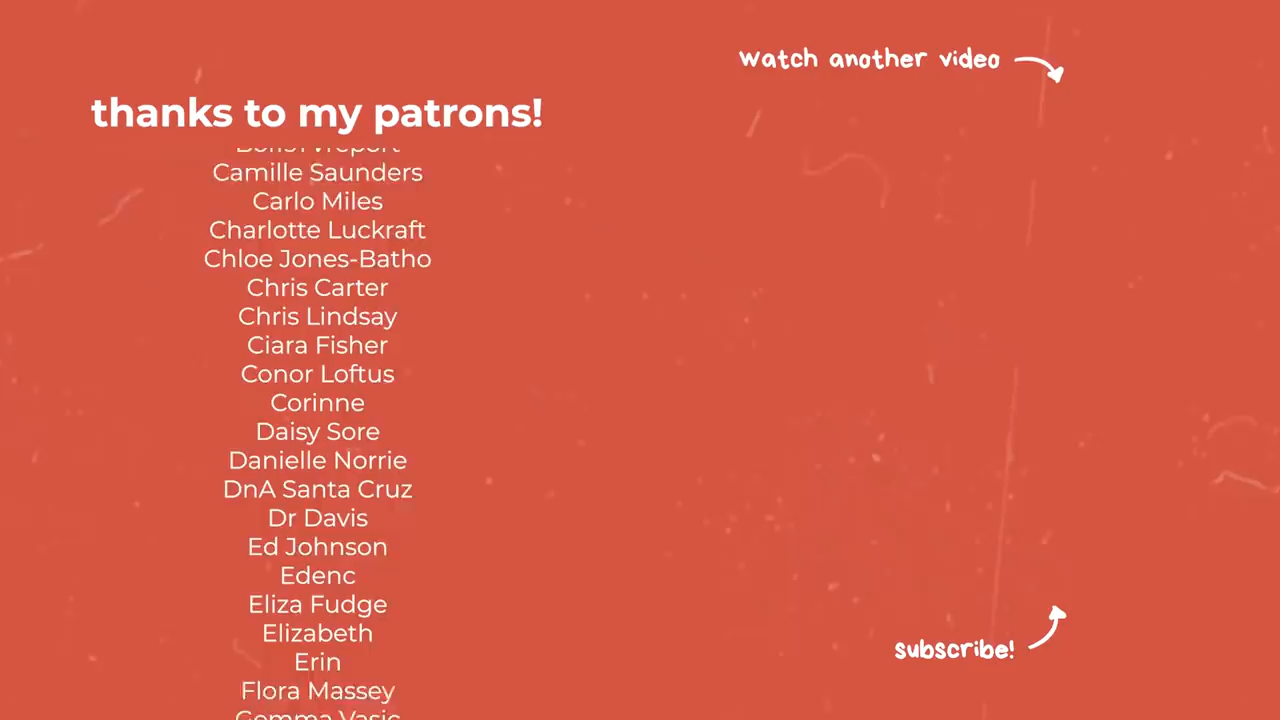 watch another video
thanks to my patrons!
Camille Saunders
Carlo Miles
Charlotte Luckraft
Chloe Jones-Batho
Chris Carter
Chris Lindsay
Ciara Fisher
Conor Loftus
Corinne
Daisy Sore
Danielle Norrie
DnA Santa Cruz
Dr Davis
Ed Johnson
Edenc
Eliza Fudge
Elizabeth
Erin
subscribe!
Flora Massey